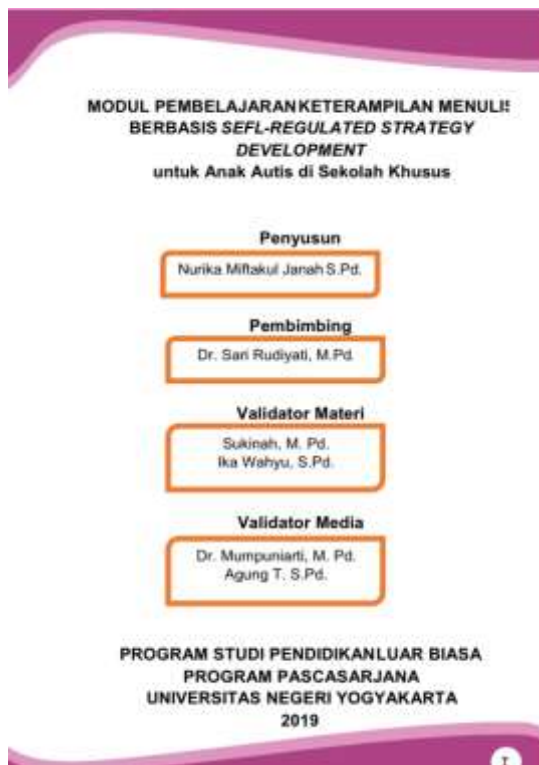 MODUL PEMBELAJARAN KETERAMPILAN MENULIS
BERBASIS SEFL-REGULATED STRATEGY
DEVELOPMENT
untuk Anak Autis di Sekolah Khusus
Penyusun
Nurika Miftakul Janah S.Pd.
Pembimbing
Dr. Sari Rudiyati, M.Pd
Validator Materi
Sukinah, M. Pd.
Ika Wahyu, S.Pd.
Validator Media
Dr. Mumpuniarti, M. Pd.
Agung T. S.Pd.
PROGRAM STUDI PENDIDIKAN LUAR BIASA
PROGRAM PASCASARJANA
UNIVERSITAS NEGERI YOGYAKARTA
2019